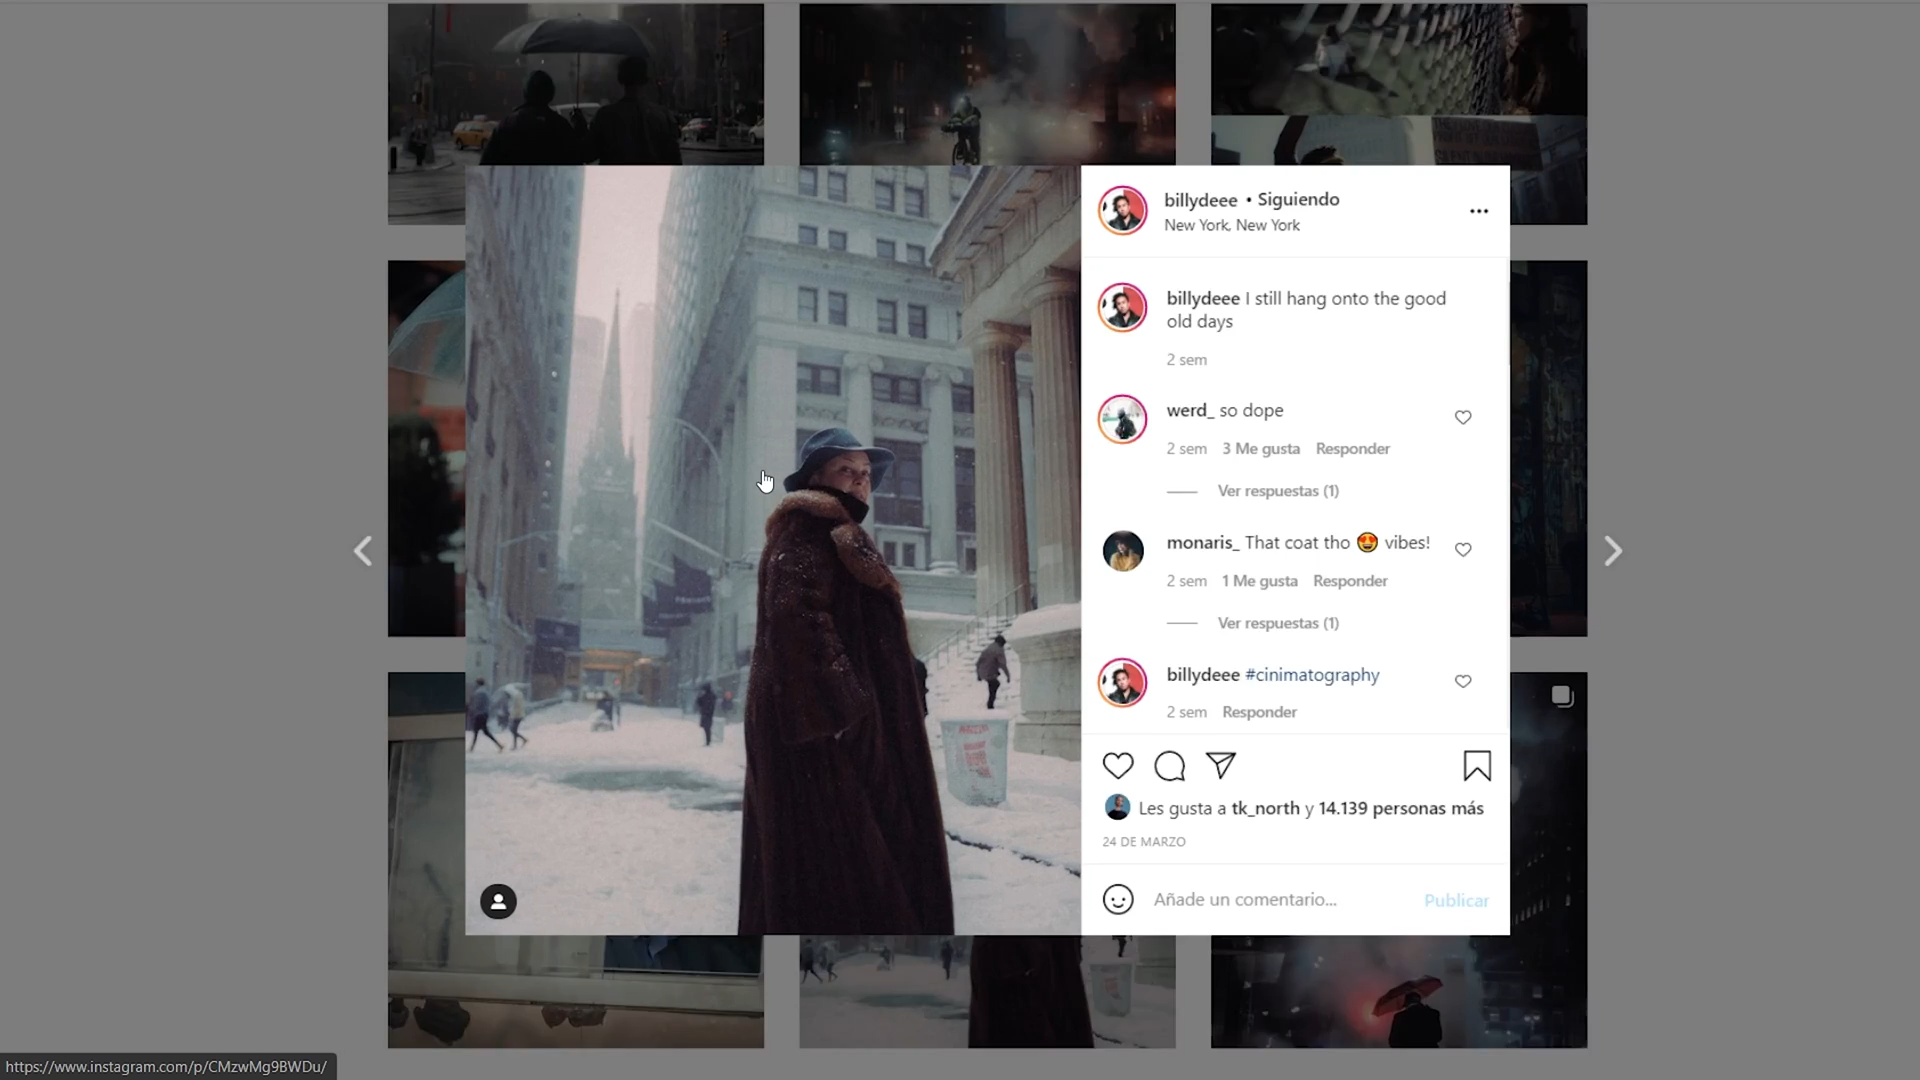 billydeee • Siguiendo
New York, New York
billydeee I still hang onto the good
old days
2 sem
werd_ so dope
2 sem 3 Me gusta Responder
Ver respuestas (1)
monaris_ That coat tho 😍 vibes!
2 sem 1 Me gusta Responder
Ver respuestas (1)
billydeee #cinimatography
2 sem Responder
Les gusta a tk_north y 14.139 personas más
24 DE MARZO
Añade un comentario... Publicar
https://www.instagram.com/p/CMzwMg9BWDu/